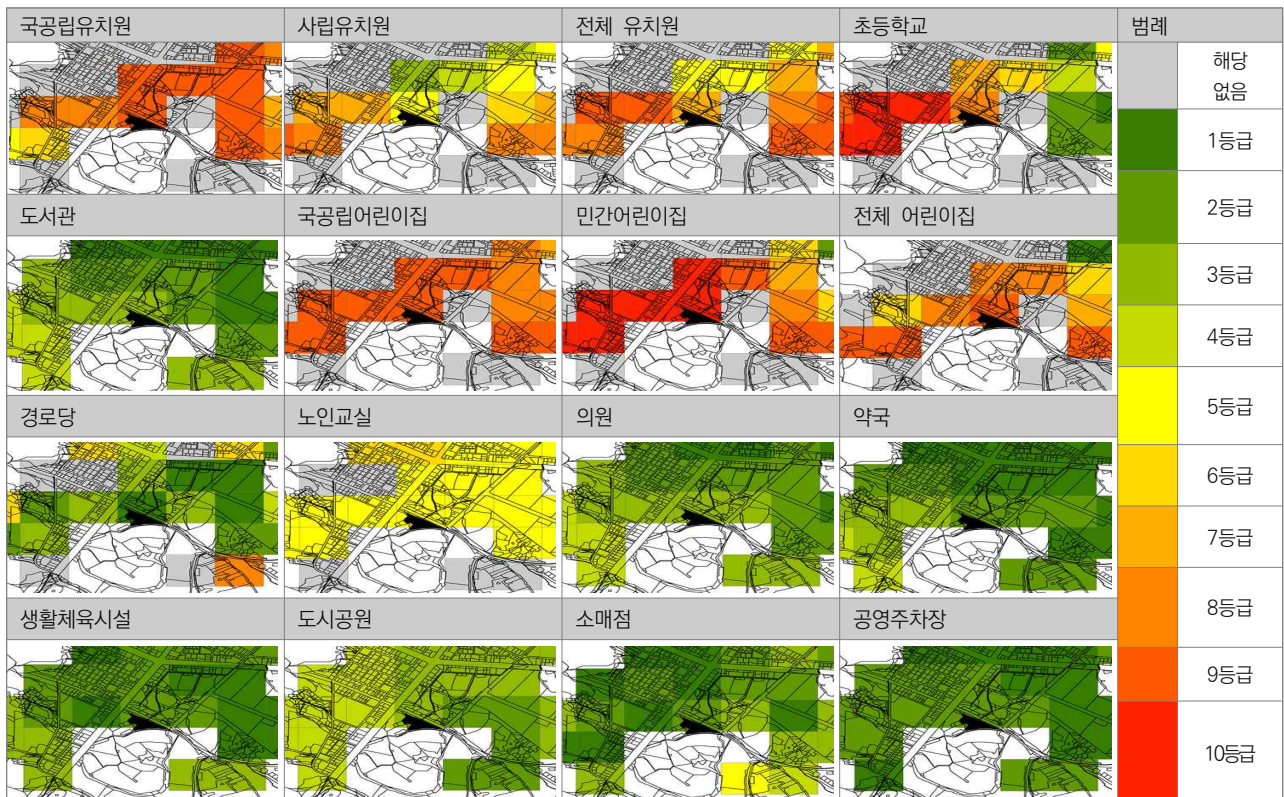 국공립유치원 사립유치원 전체 유치원 초등학교 범례
해당
없음
1등급
2등급
도서관 국공립어린이집 민간어린이집 전체 어린이집
3등급
4등급
5등급
경로당 노인교실 의원 약국
6등급
7등급
8등급
생활체육시설 도시공원 소매점 공영주차장
9등급
10등급